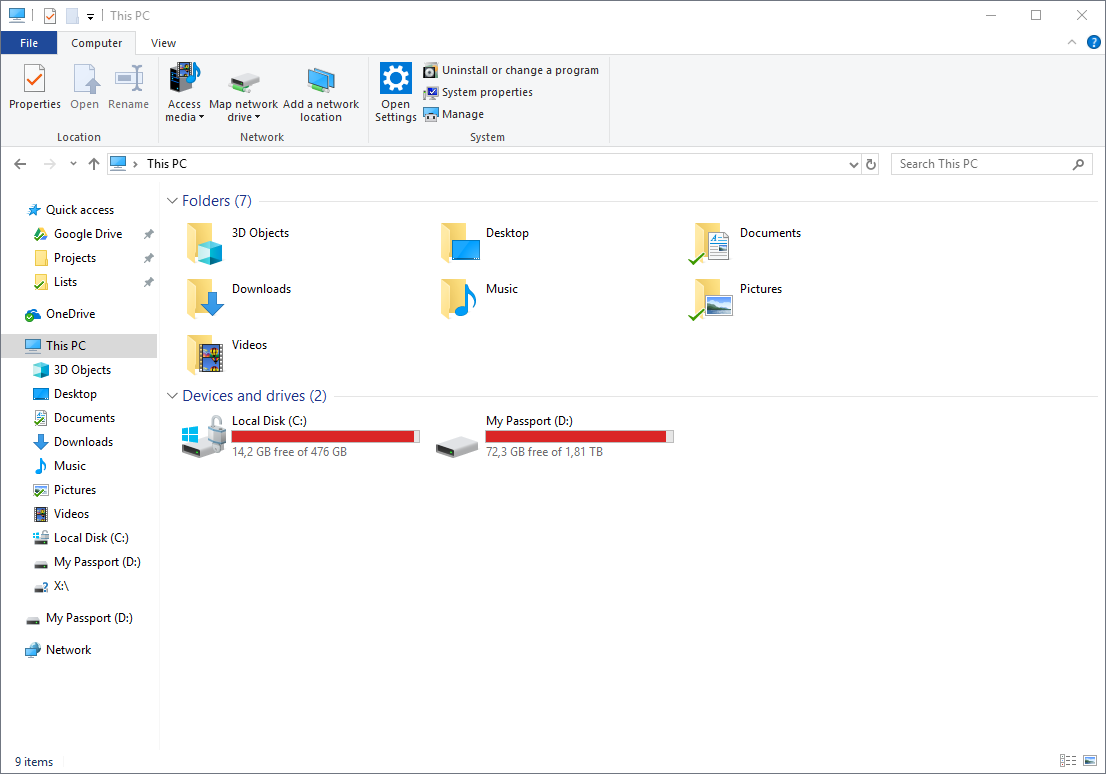 This PC
File
Computer
View
Properties
Open
Rename
Location
Access
media
Map network
drive
Add a network
location
Network
Open
Settings
Uninstall or change a program
System properties
Manage
System
This PC
Search This PC
Quick access
Google Drive
Projects
Lists
OneDrive
This PC
3D Objects
Desktop
Documents
Downloads
Music
Pictures
Videos
Local Disk (C:)
My Passport (D:)
X:\
My Passport (D:)
Network
Folders (7)
3D Objects
Desktop
Documents
Downloads
Music
Pictures
Videos
Devices and drives (2)
Local Disk (C:)
14,2 GB free of 476 GB
My Passport (D:)
72,3 GB free of 1,81 TB
9 items